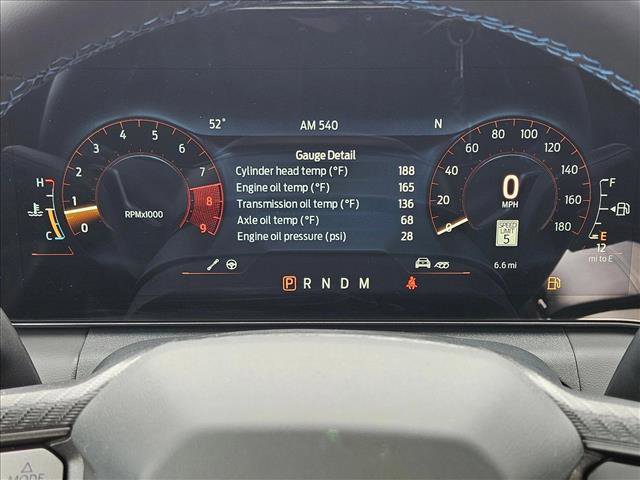 52° AM 540 N
Gauge Detail
Cylinder head temp (°F) 188
Engine oil temp (°F) 165
Transmission oil temp (°F) 136
Axle oil temp (°F) 68
Engine oil pressure (psi) 28
0 1 2 3 4 5 6 7 8 9
RPMx1000
H
C
0 20 40 60 80 100 120 140 160 180
0
MPH
SPEED
LIMIT
5
F
E
12
mi to E
6.6 mi
P R N D M
MODE